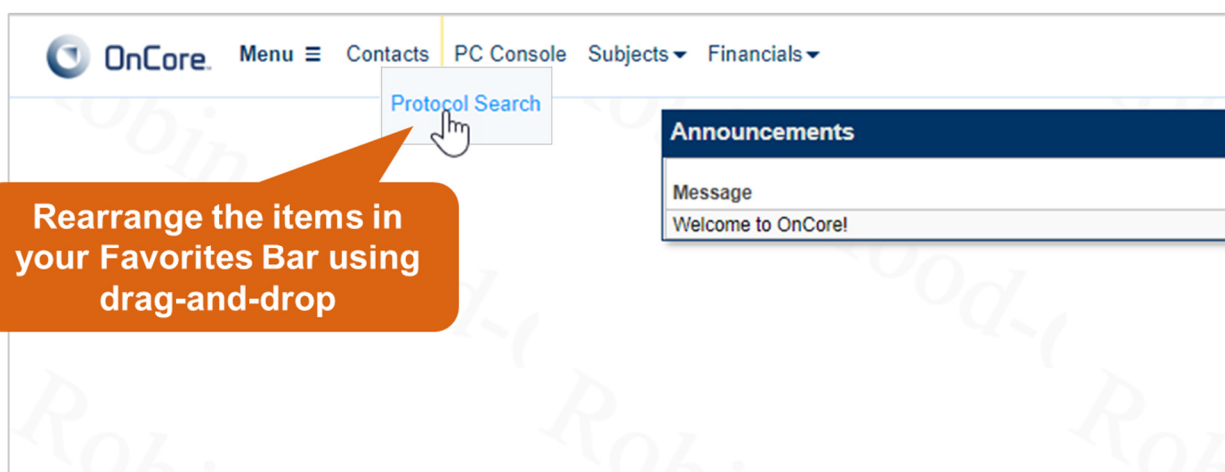 OnCore. Menu ≡ Contacts PC Console Subjects ▾ Financials ▾
Protocol Search
Announcements
Message
Welcome to OnCore!
Rearrange the items in
your Favorites Bar using
drag-and-drop
Robin